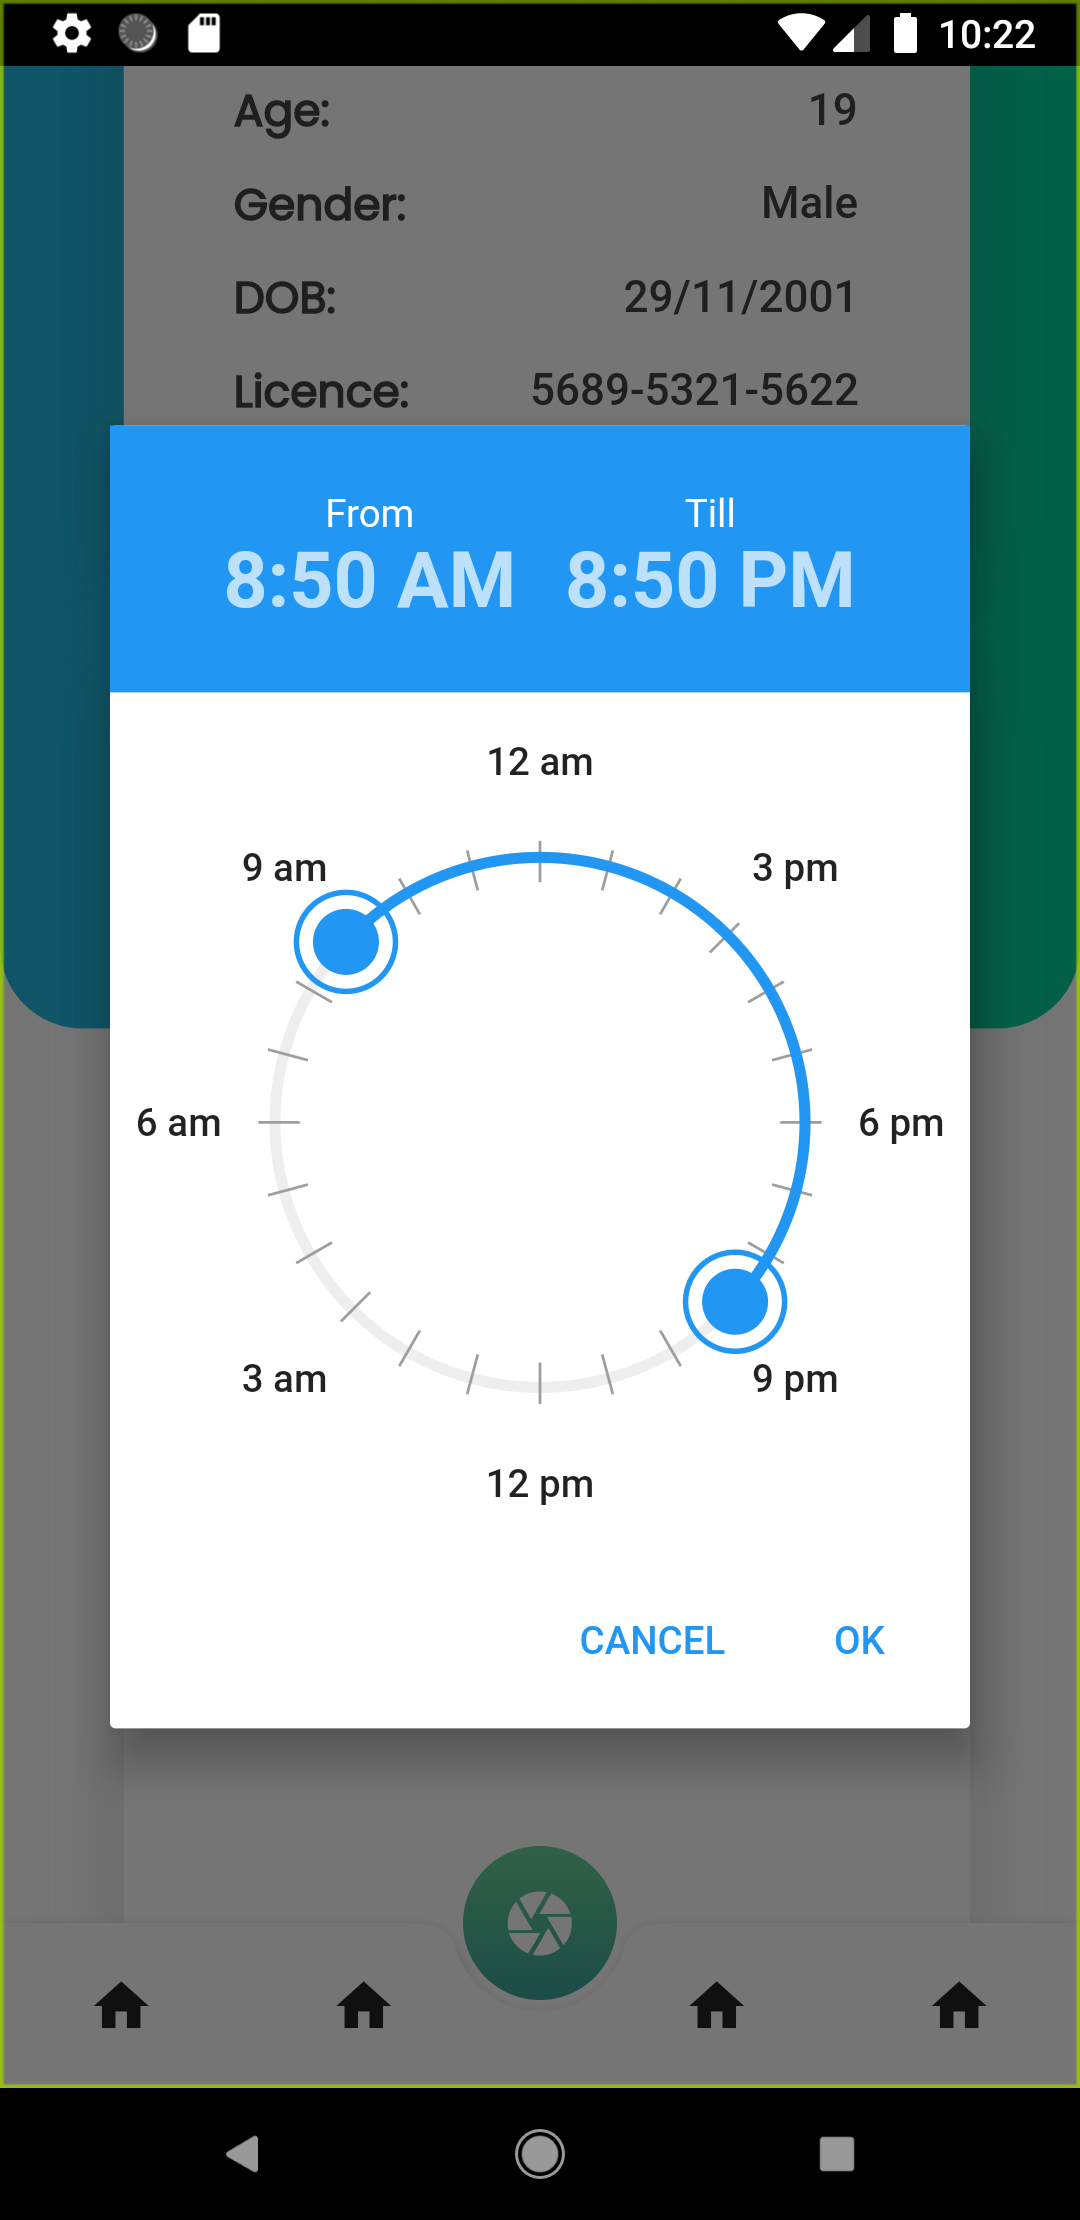 10:22
Age: 19
Gender: Male
DOB: 29/11/2001
Licence: 5689-5321-5622
From Till
8:50 AM 8:50 PM
12 am
9 am 3 pm
6 am 6 pm
3 am 9 pm
12 pm
CANCEL OK